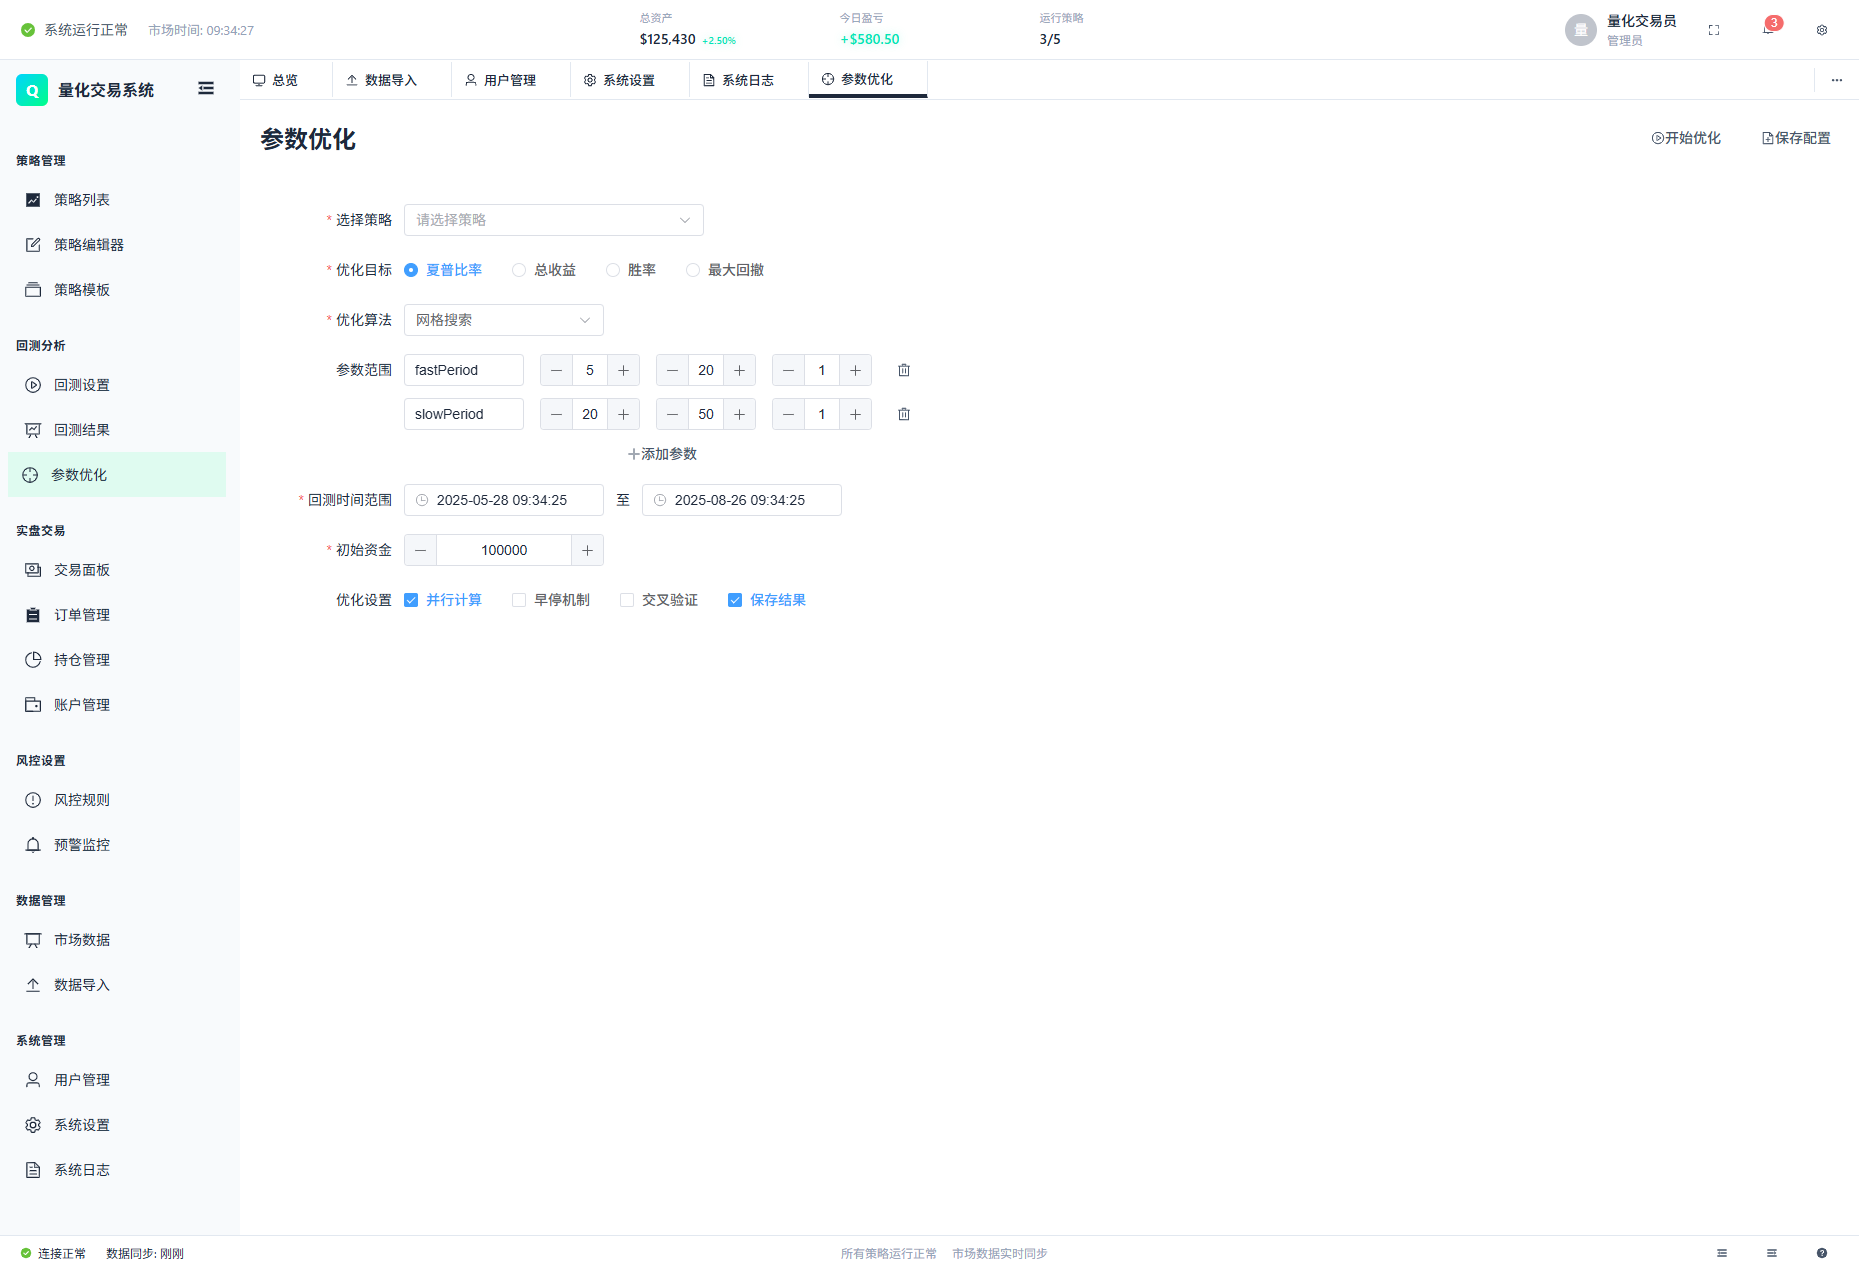 系统运行正常 市场时间: 09:34:27
总资产
$125,430 +2.50%
今日盈亏
+$580.50
运行策略
3/5
量
量化交易员
管理员
3
Q 量化交易系统
总览 数据导入 用户管理 系统设置 系统日志 参数优化
策略管理
策略列表
策略编辑器
策略模板
回测分析
回测设置
回测结果
参数优化
实盘交易
交易面板
订单管理
持仓管理
账户管理
风控设置
风控规则
预警监控
数据管理
市场数据
数据导入
系统管理
用户管理
系统设置
系统日志
参数优化
开始优化 保存配置
* 选择策略 请选择策略
* 优化目标 夏普比率 总收益 胜率 最大回撤
* 优化算法 网格搜索
参数范围 fastPeriod 5 20 1
slowPeriod 20 50 1
添加参数
* 回测时间范围 2025-05-28 09:34:25 至 2025-08-26 09:34:25
* 初始资金 100000
优化设置 并行计算 早停机制 交叉验证 保存结果
连接正常 数据同步: 刚刚
所有策略运行正常 市场数据实时同步